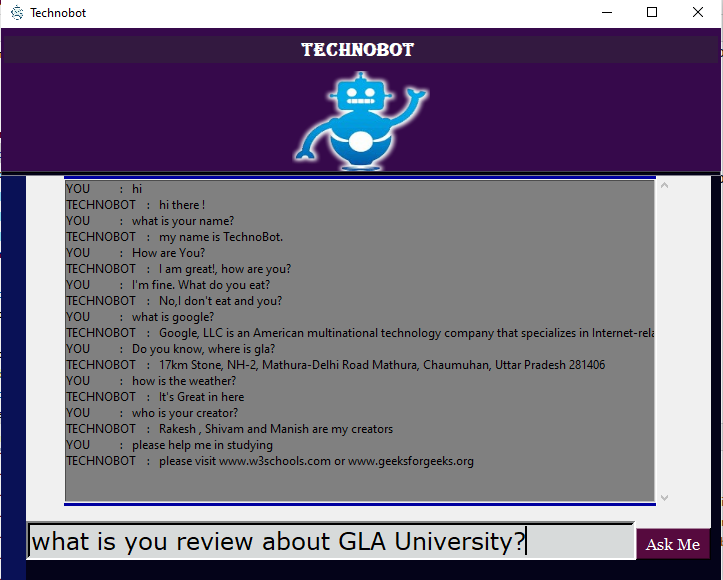 Technobot
TECHNOBOT
YOU : hi
TECHNOBOT : hi there !
YOU : what is your name?
TECHNOBOT : my name is TechnoBot.
YOU : How are You?
TECHNOBOT : I am great!, how are you?
YOU : I'm fine. What do you eat?
TECHNOBOT : No,I don't eat and you?
YOU : what is google?
TECHNOBOT : Google, LLC is an American multinational technology company that specializes in Internet-rela
YOU : Do you know, where is gla?
TECHNOBOT : 17km Stone, NH-2, Mathura-Delhi Road Mathura, Chaumuhan, Uttar Pradesh 281406
YOU : how is the weather?
TECHNOBOT : It's Great in here
YOU : who is your creator?
TECHNOBOT : Rakesh , Shivam and Manish are my creators
YOU : please help me in studying
TECHNOBOT : please visit www.w3schools.com or www.geeksforgeeks.org
what is you review about GLA University?
Ask Me